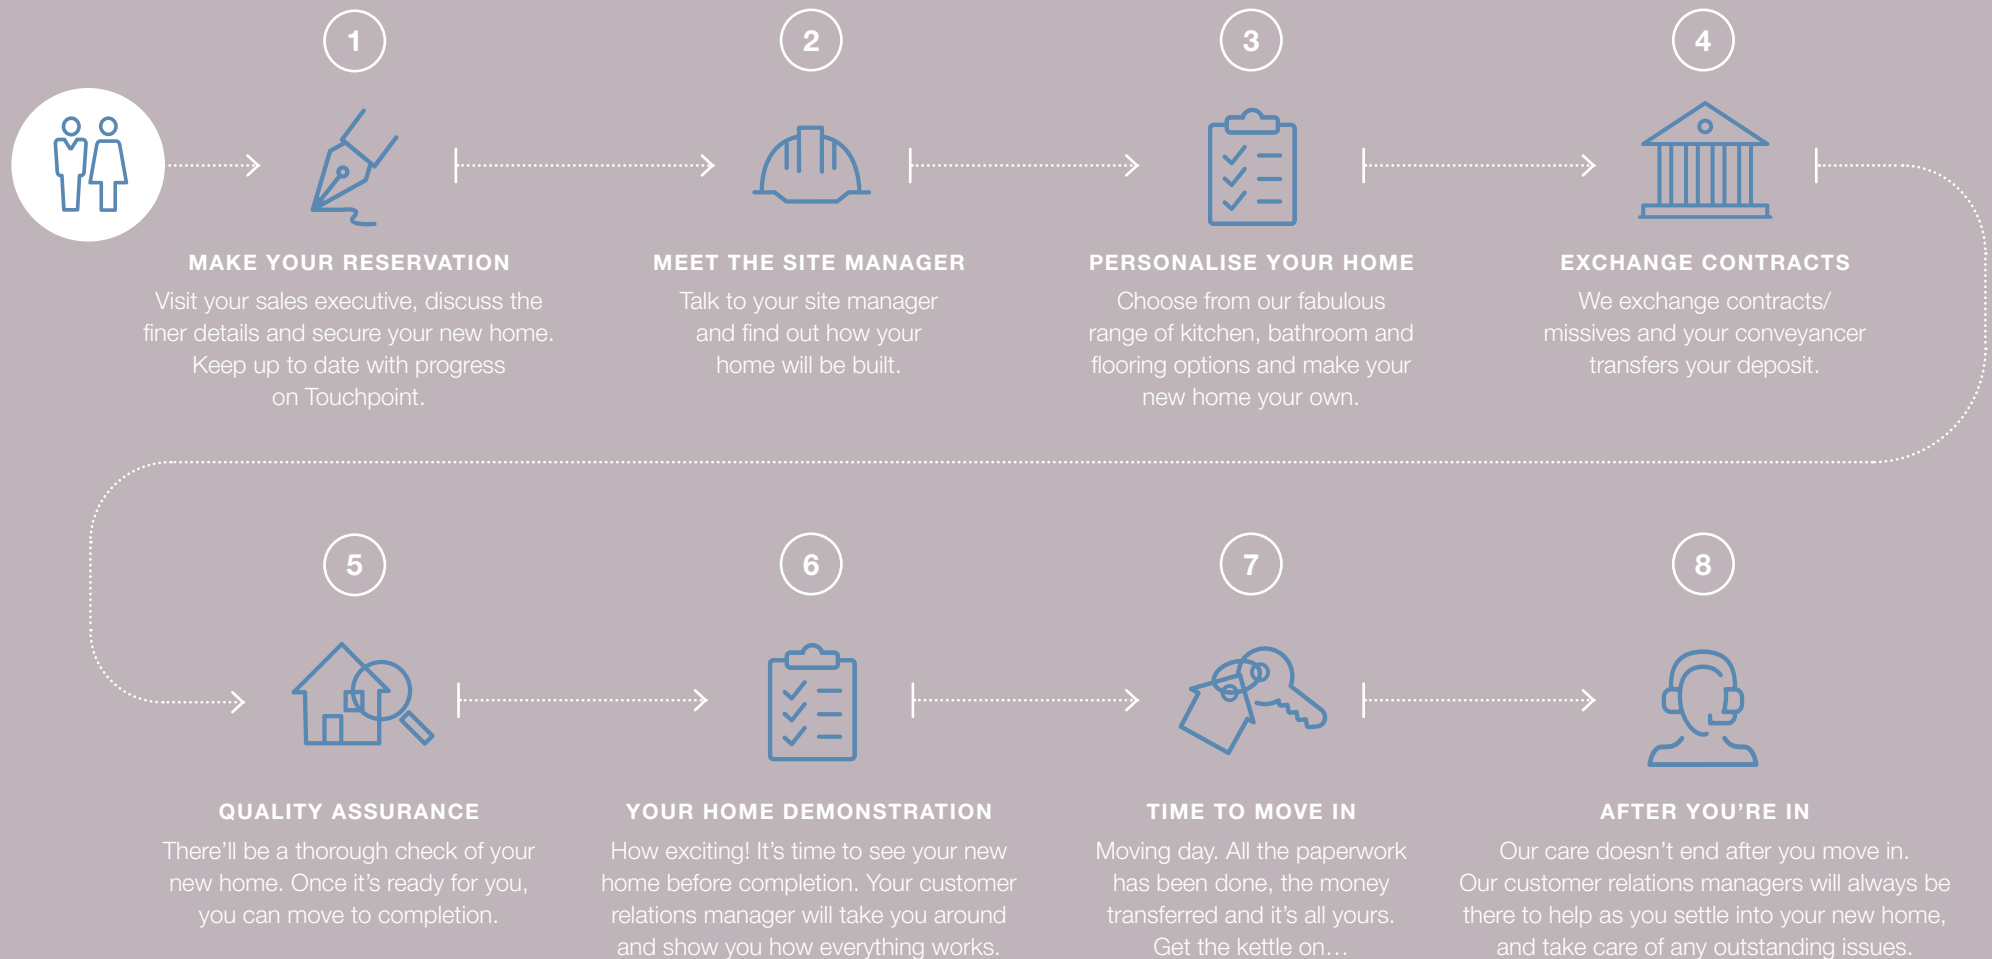 1
MAKE YOUR RESERVATION
Visit your sales executive, discuss the
finer details and secure your new home.
Keep up to date with progress
on Touchpoint.
2
MEET THE SITE MANAGER
Talk to your site manager
and find out how your
home will be built.
3
PERSONALISE YOUR HOME
Choose from our fabulous
range of kitchen, bathroom and
flooring options and make your
new home your own.
4
EXCHANGE CONTRACTS
We exchange contracts/
missives and your conveyancer
transfers your deposit.
5
QUALITY ASSURANCE
There’ll be a thorough check of your
new home. Once it’s ready for you,
you can move to completion.
6
YOUR HOME DEMONSTRATION
How exciting! It’s time to see your new
home before completion. Your customer
relations manager will take you around
and show you how everything works.
7
TIME TO MOVE IN
Moving day. All the paperwork
has been done, the money
transferred and it’s all yours.
Get the kettle on…
8
AFTER YOU’RE IN
Our care doesn’t end after you move in.
Our customer relations managers will always be
there to help as you settle into your new home,
and take care of any outstanding issues.